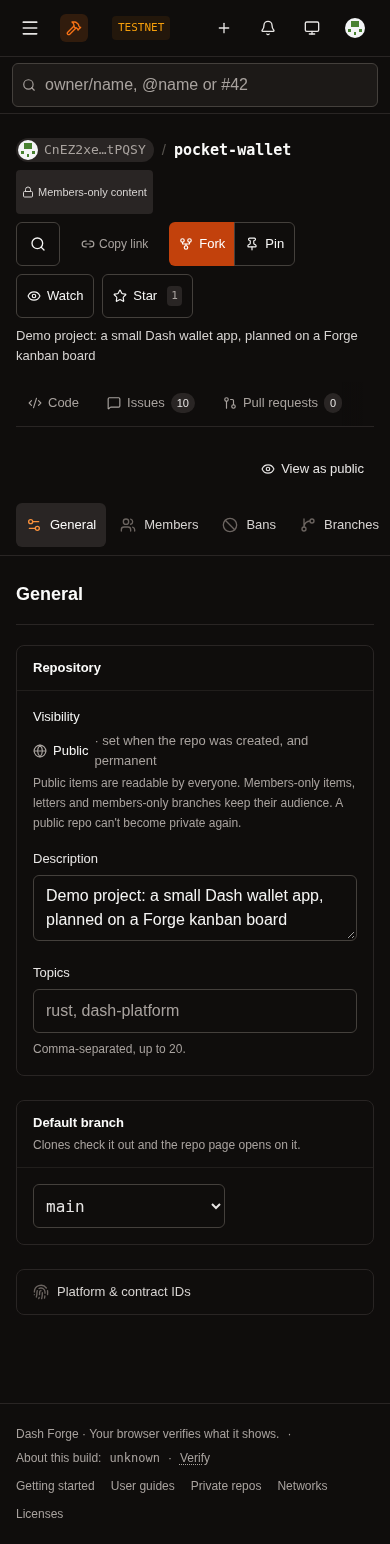 TESTNET
owner/name, @name or #42
CnEZ2xe…tPQSY / pocket-wallet
Members-only content
Copy link Fork Pin
Watch Star 1
Demo project: a small Dash wallet app, planned on a Forge
kanban board
Code Issues 10 Pull requests 0
View as public
General Members Bans Branches
General
Repository
Visibility
Public · set when the repo was created, and
permanent
Public items are readable by everyone. Members-only items,
letters and members-only branches keep their audience. A
public repo can't become private again.
Description
Demo project: a small Dash wallet app,
planned on a Forge kanban board
Topics
rust, dash-platform
Comma-separated, up to 20.
Default branch
Clones check it out and the repo page opens on it.
main
Platform & contract IDs
Dash Forge · Your browser verifies what it shows. ·
About this build: unknown · Verify
Getting started User guides Private repos Networks
Licenses